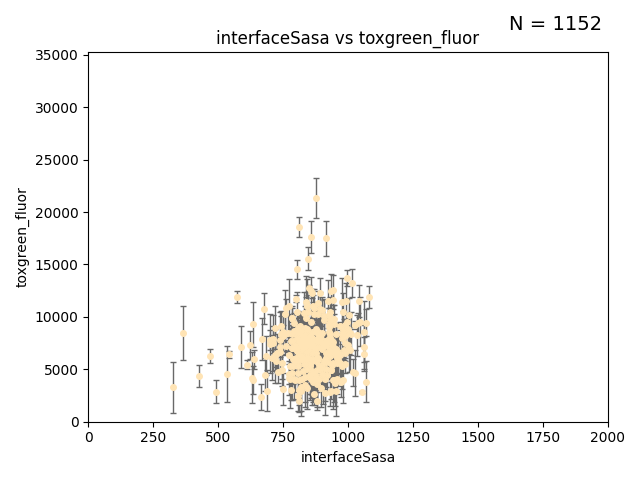 N = 1152
interfaceSasa vs toxgreen_fluor
35000
30000
25000
20000
15000
10000
5000
0
toxgreen_fluor
0 250 500 750 1000 1250 1500 1750 2000
interfaceSasa